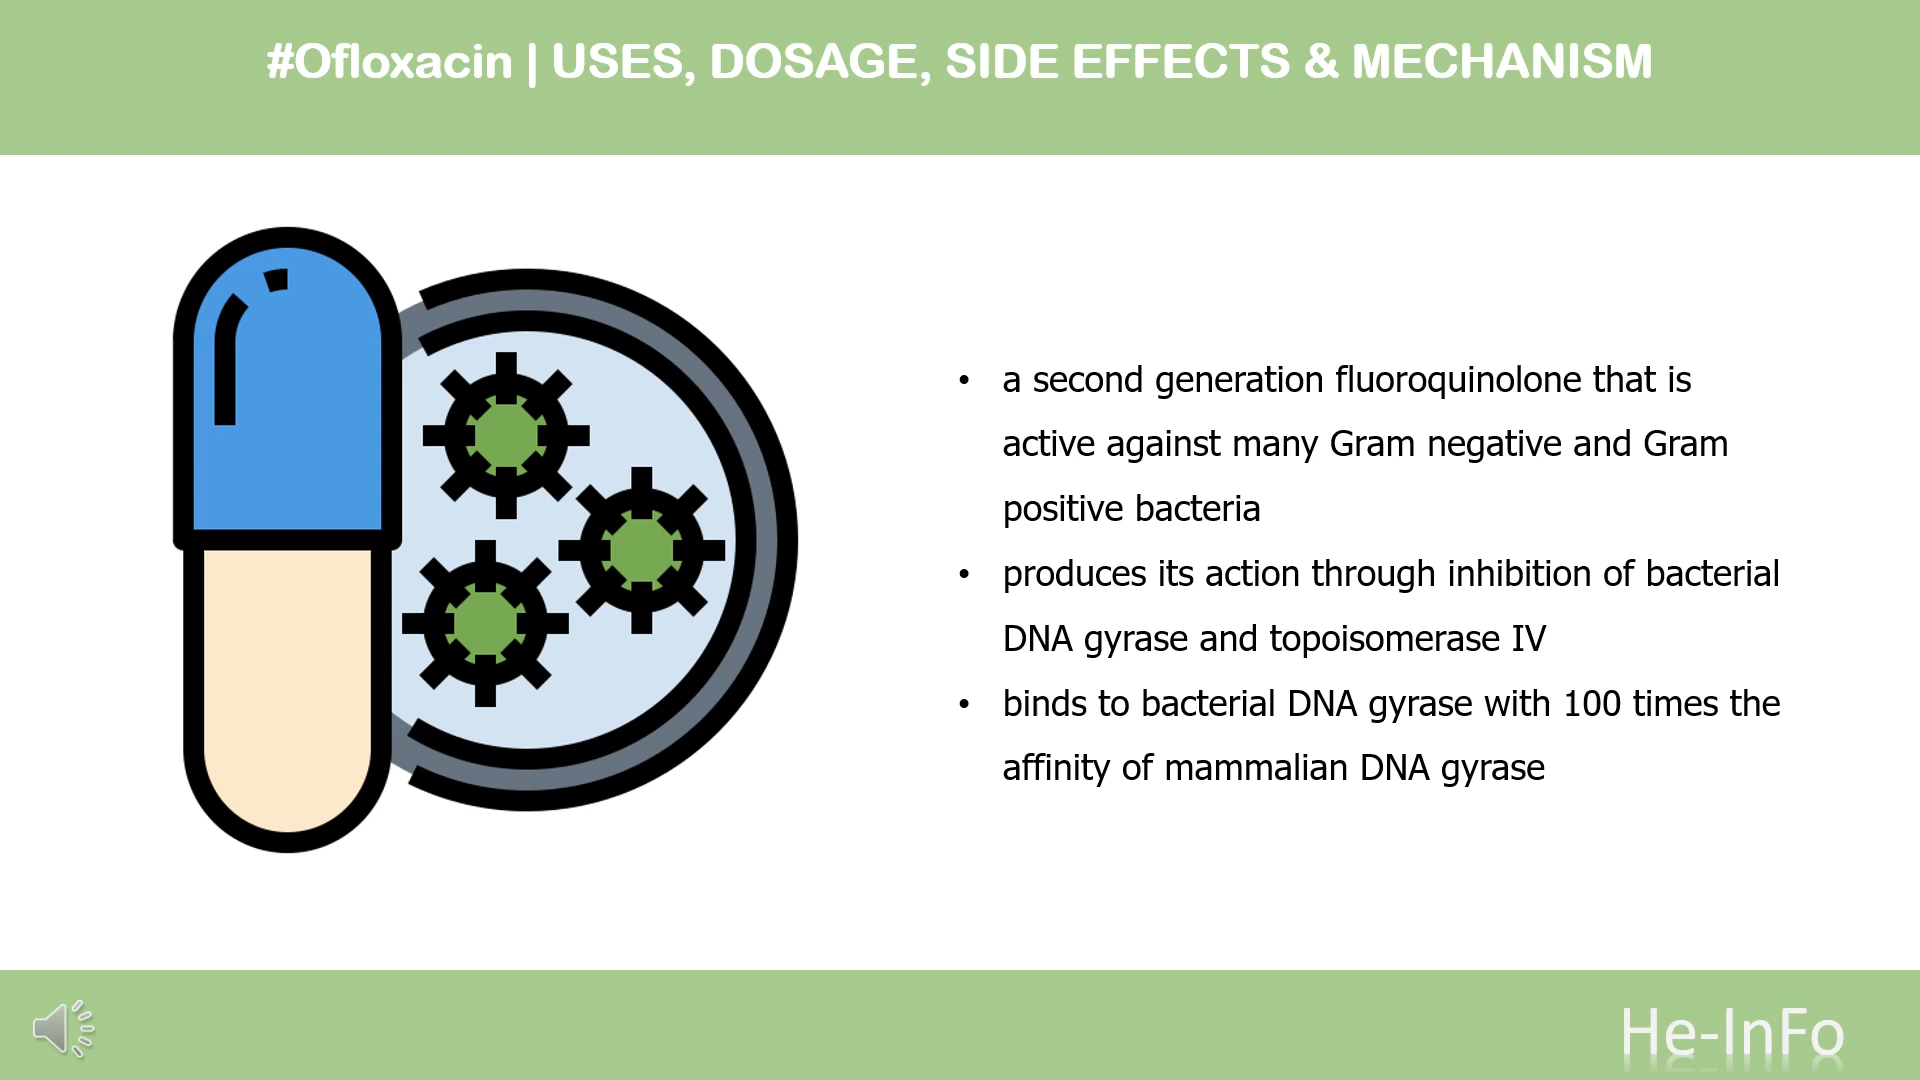 #Ofloxacin | USES, DOSAGE, SIDE EFFECTS & MECHANISM
• a second generation fluoroquinolone that is
active against many Gram negative and Gram
positive bacteria
• produces its action through inhibition of bacterial
DNA gyrase and topoisomerase IV
• binds to bacterial DNA gyrase with 100 times the
affinity of mammalian DNA gyrase
He-InFo